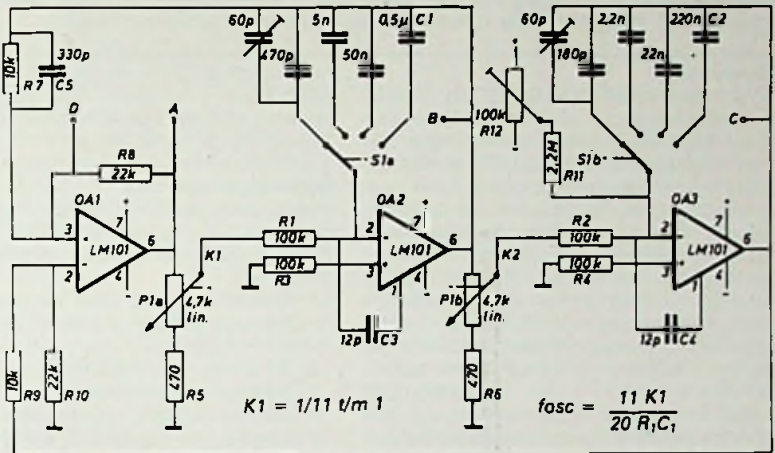 60p
5n
0,5μ C1
60p
2,2n
220n C2
10k
330p
470p
50n
180p
22n
R7
C5
D
A
B
100k
R12
C
R8
22k
S1a
2,2M
R11
S1b
OA1
OA2
OA3
3
+
7
LM101
6
2
-
4
K1
R1
100k
2
-
7
LM101
6
100k
R3
3
+
4
1
K2
R2
100k
2
-
7
LM101
6
100k
R4
3
+
4
1
P1a
4,7k
lin.
12p C3
P1b
4,7k
lin.
12p C4
10k
R9
22k
R10
470
R5
K1 = 1/11 t/m 1
470
R6
fosc = 11 K1
20 R1C1